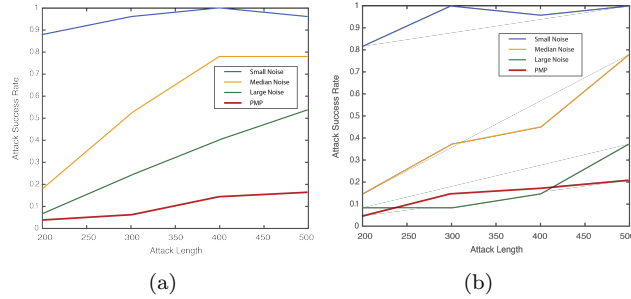 1
0.9
0.8
0.7
0.6
0.5
0.4
0.3
0.2
0.1
0
Attack Success Rate
Small Noise
Median Noise
Large Noise
PMP
200 250 300 350 400 450 500
Attack Length
(a)
1
0.9
0.8
0.7
0.6
0.5
0.4
0.3
0.2
0.1
0
Attack Success Rate
Small Noise
Median Noise
Large Noise
PMP
200 250 300 350 400 450 500
Attack Length
(b)